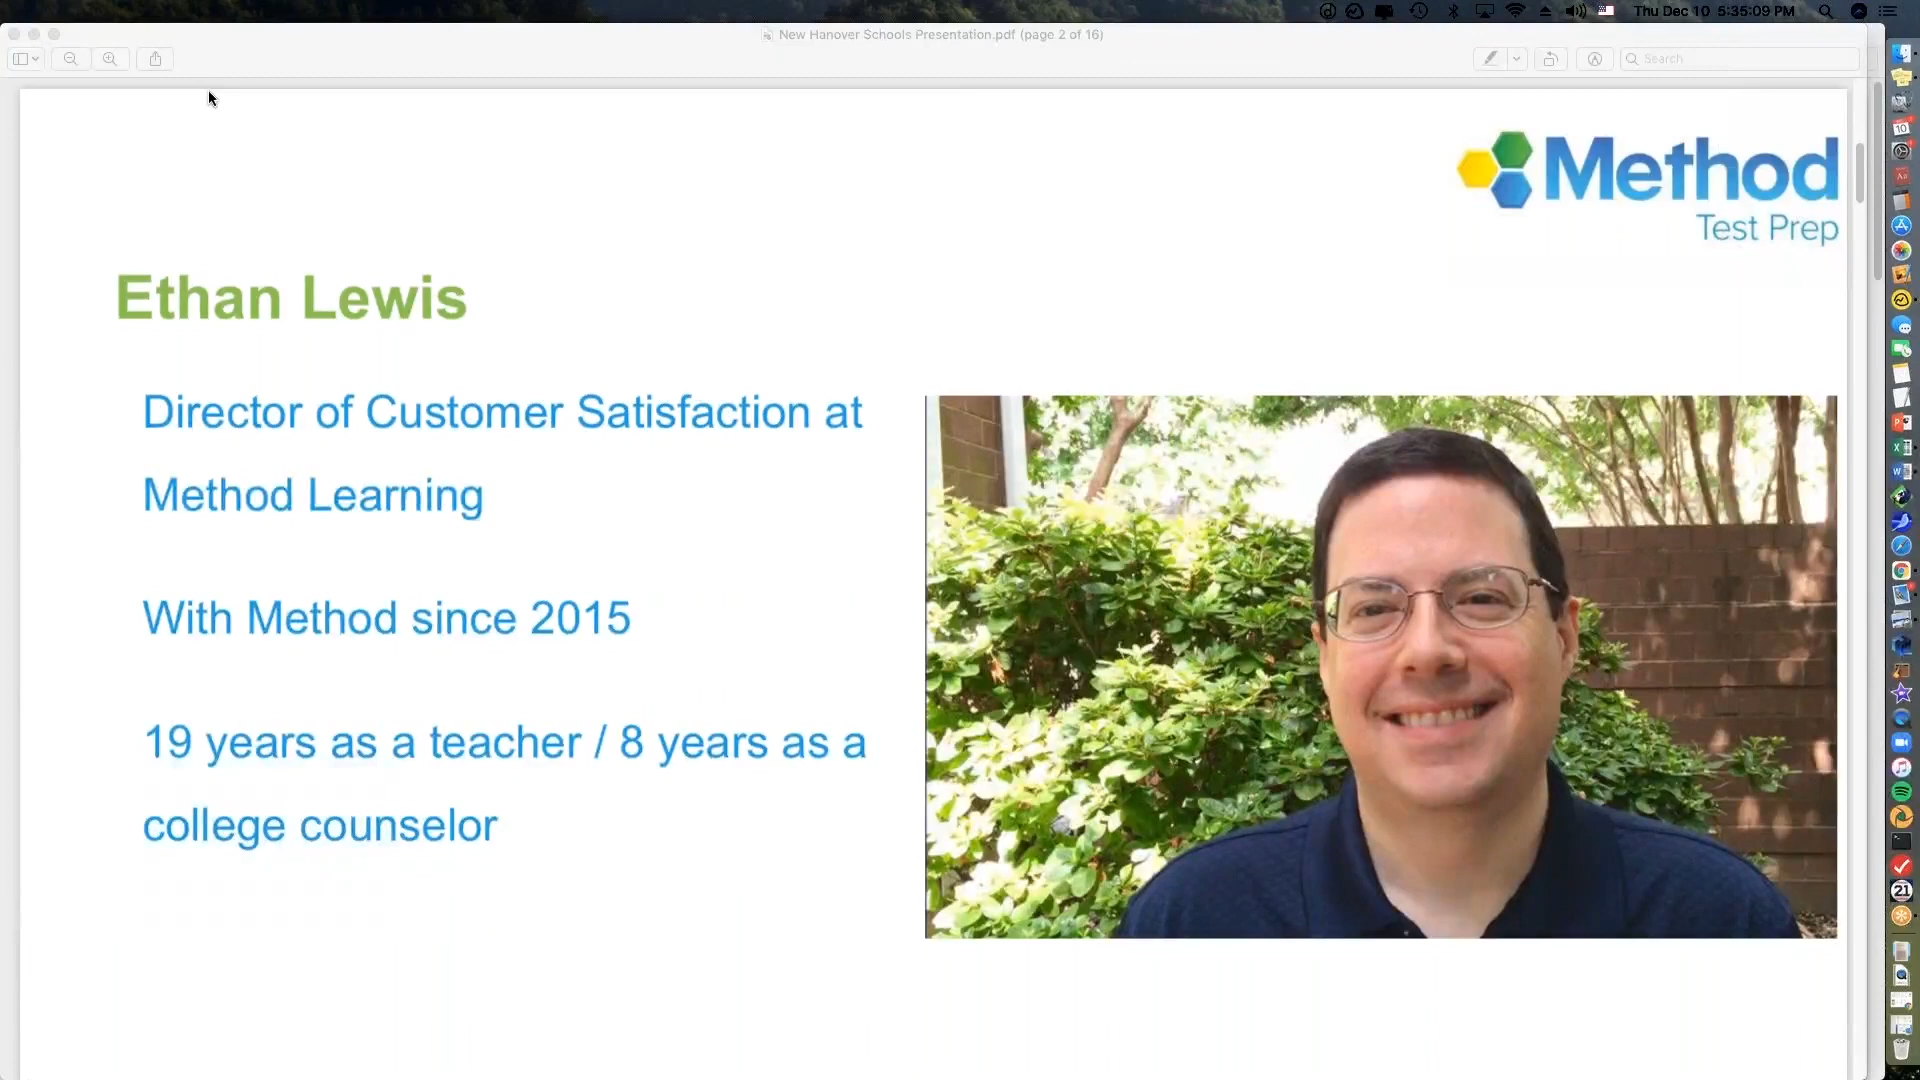 Thu Dec 10 5:35:09 PM
New Hanover Schools Presentation.pdf (page 2 of 16)
Search
Method
Test Prep
Ethan Lewis
Director of Customer Satisfaction at
Method Learning
With Method since 2015
19 years as a teacher / 8 years as a
college counselor
10
21